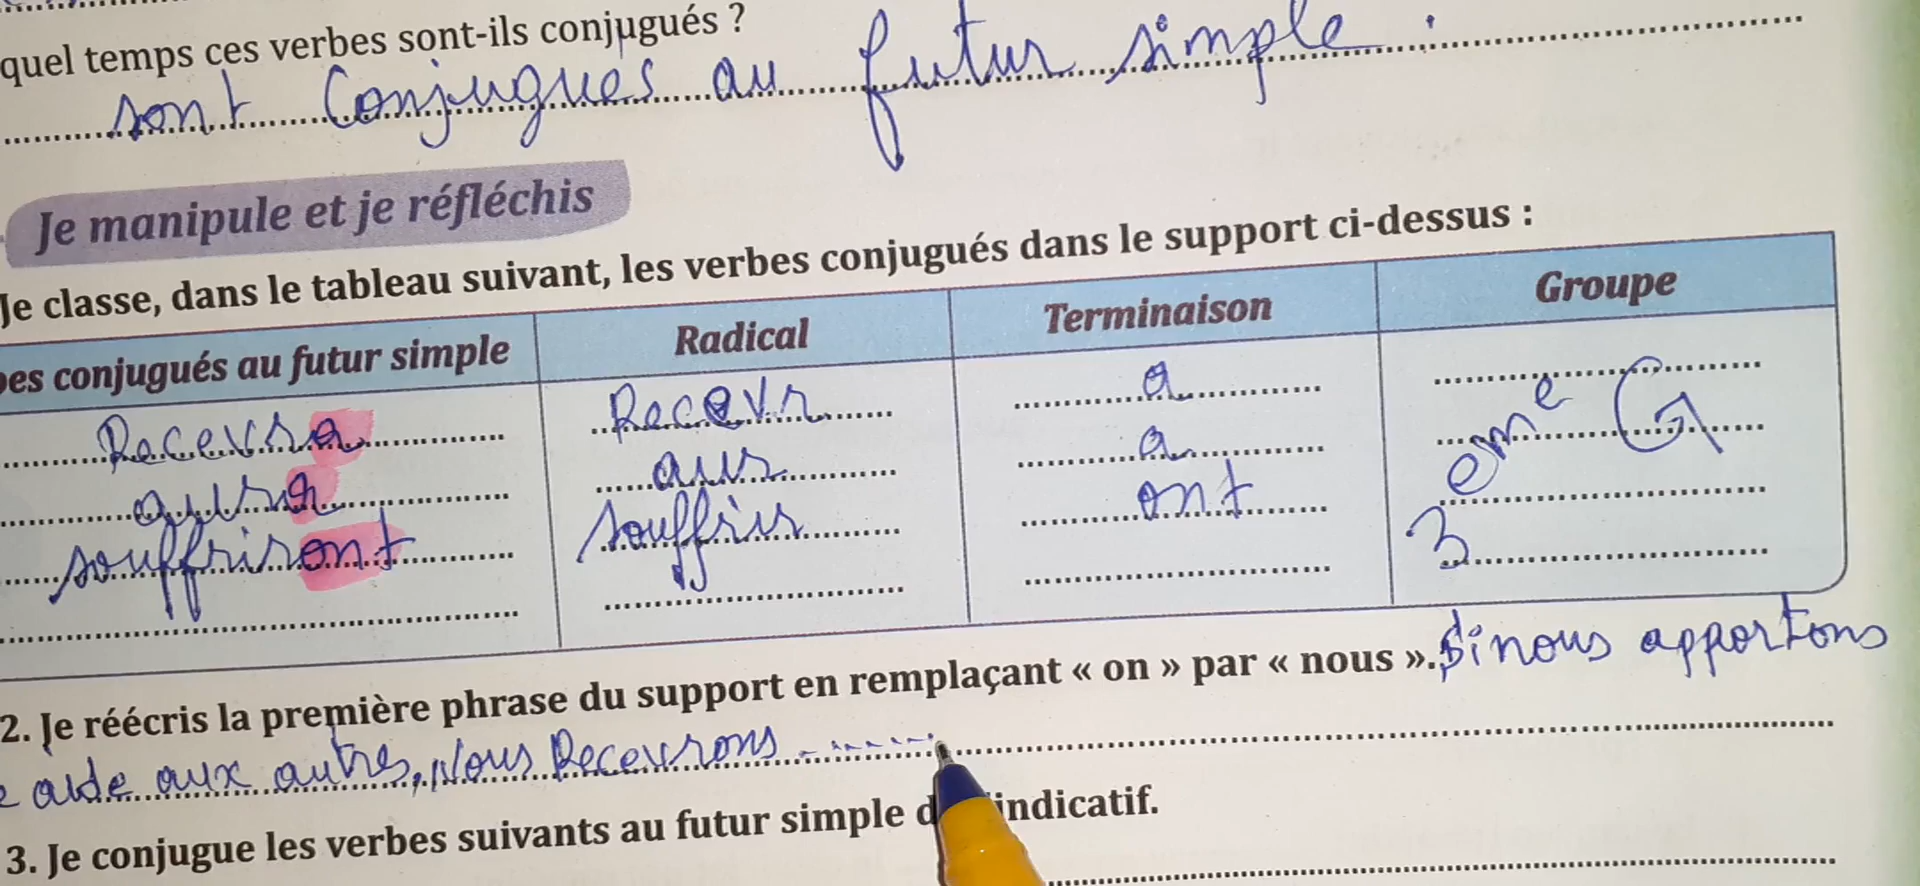 quel temps ces verbes sont-ils conjugués ?
sont Conjugués au futur simple.
Je manipule et je réfléchis
Je classe, dans le tableau suivant, les verbes conjugués dans le support ci-dessus :
bes conjugués au futur simple Radical Terminaison Groupe
Recevra Recevr a
aura aur a
souffriront souffrir ont
3 eme G
2. Je réécris la première phrase du support en remplaçant « on » par « nous ». Si nous apportons
e aide aux autres, Nous Recevrons
3. Je conjugue les verbes suivants au futur simple indicatif.